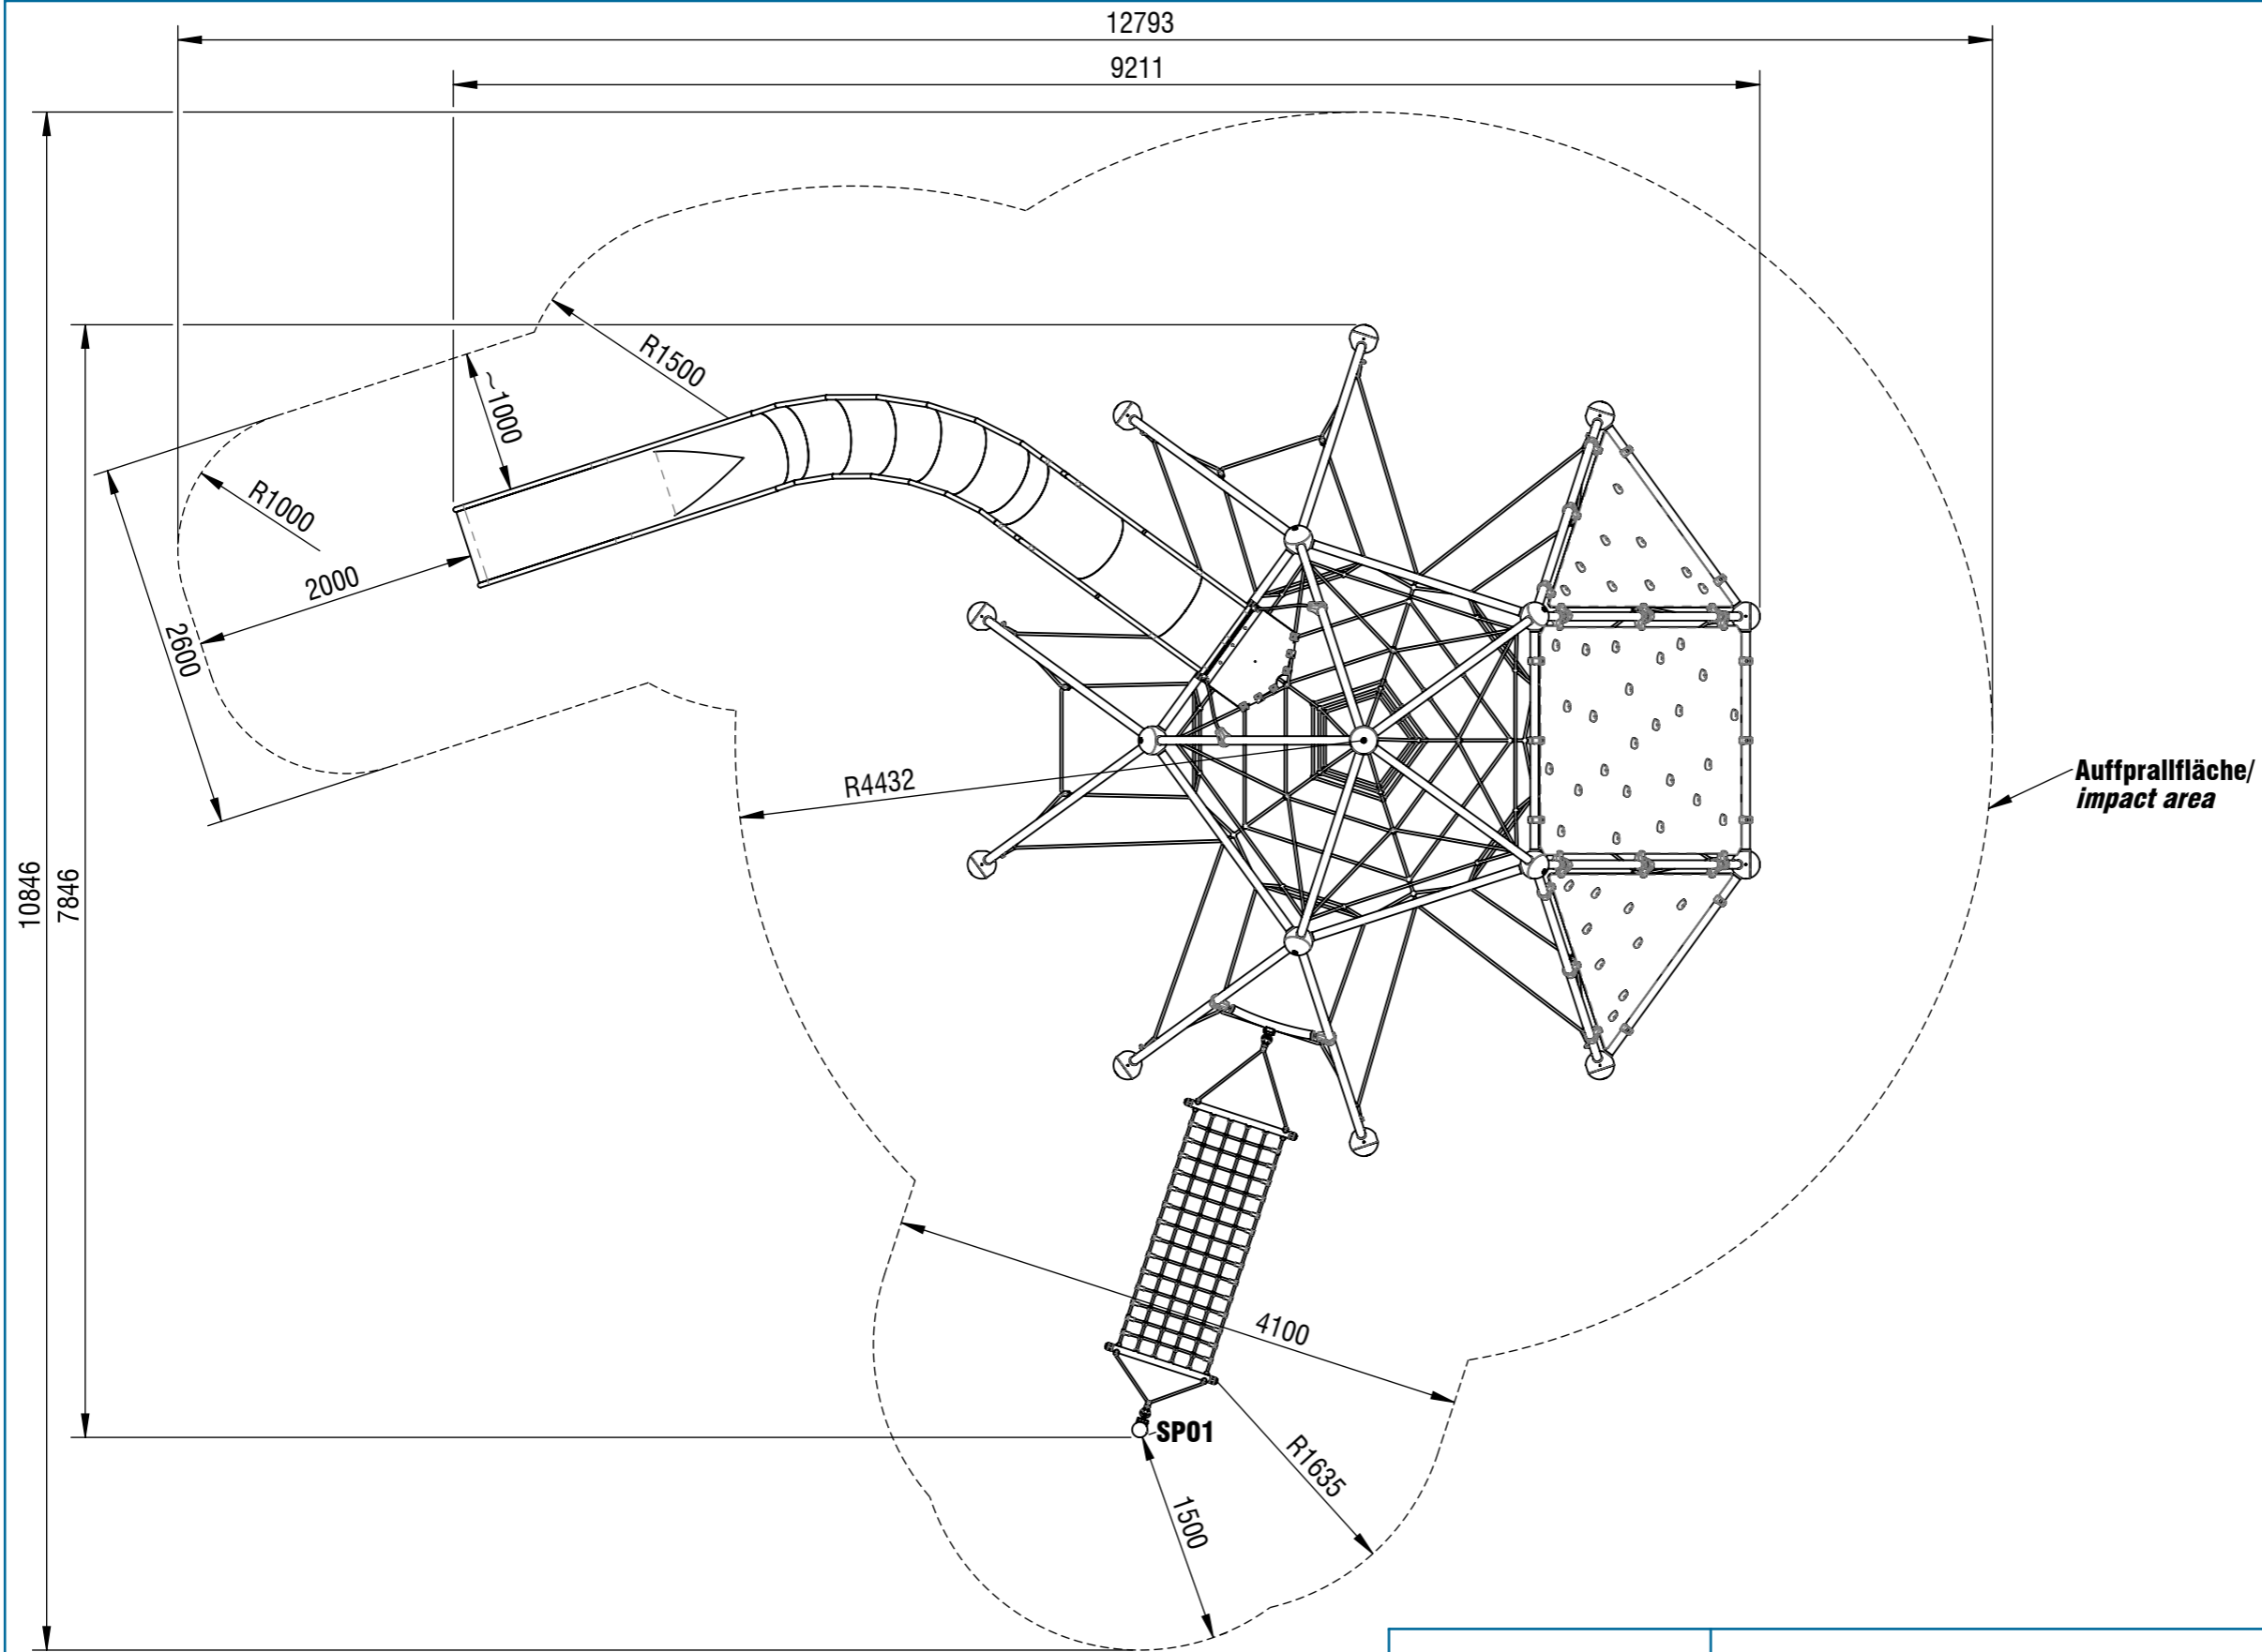 12793
9211
R1500
~1000
R1000
2000
2600
R4432
Auffprallfläche/
impact area
10846
7846
4100
SP01
R1635
1500